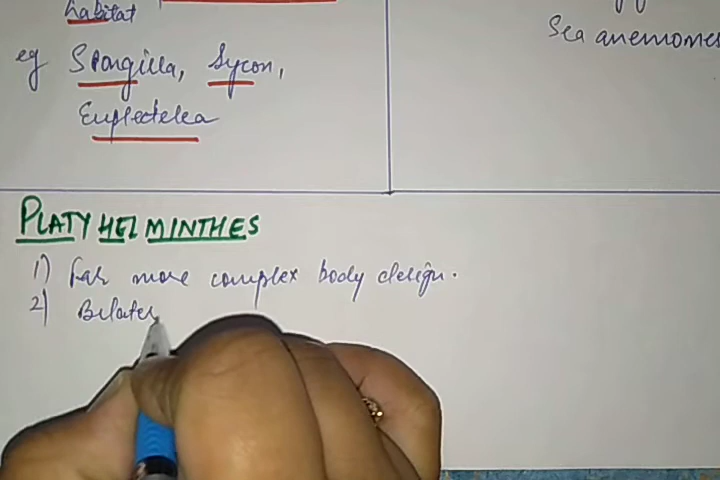 habitat
eg Spongilla, Sycon,
Euplectelea
Sea anemones
PLATYHELMINTHES
1) Far more complex body design.
2) Bilater